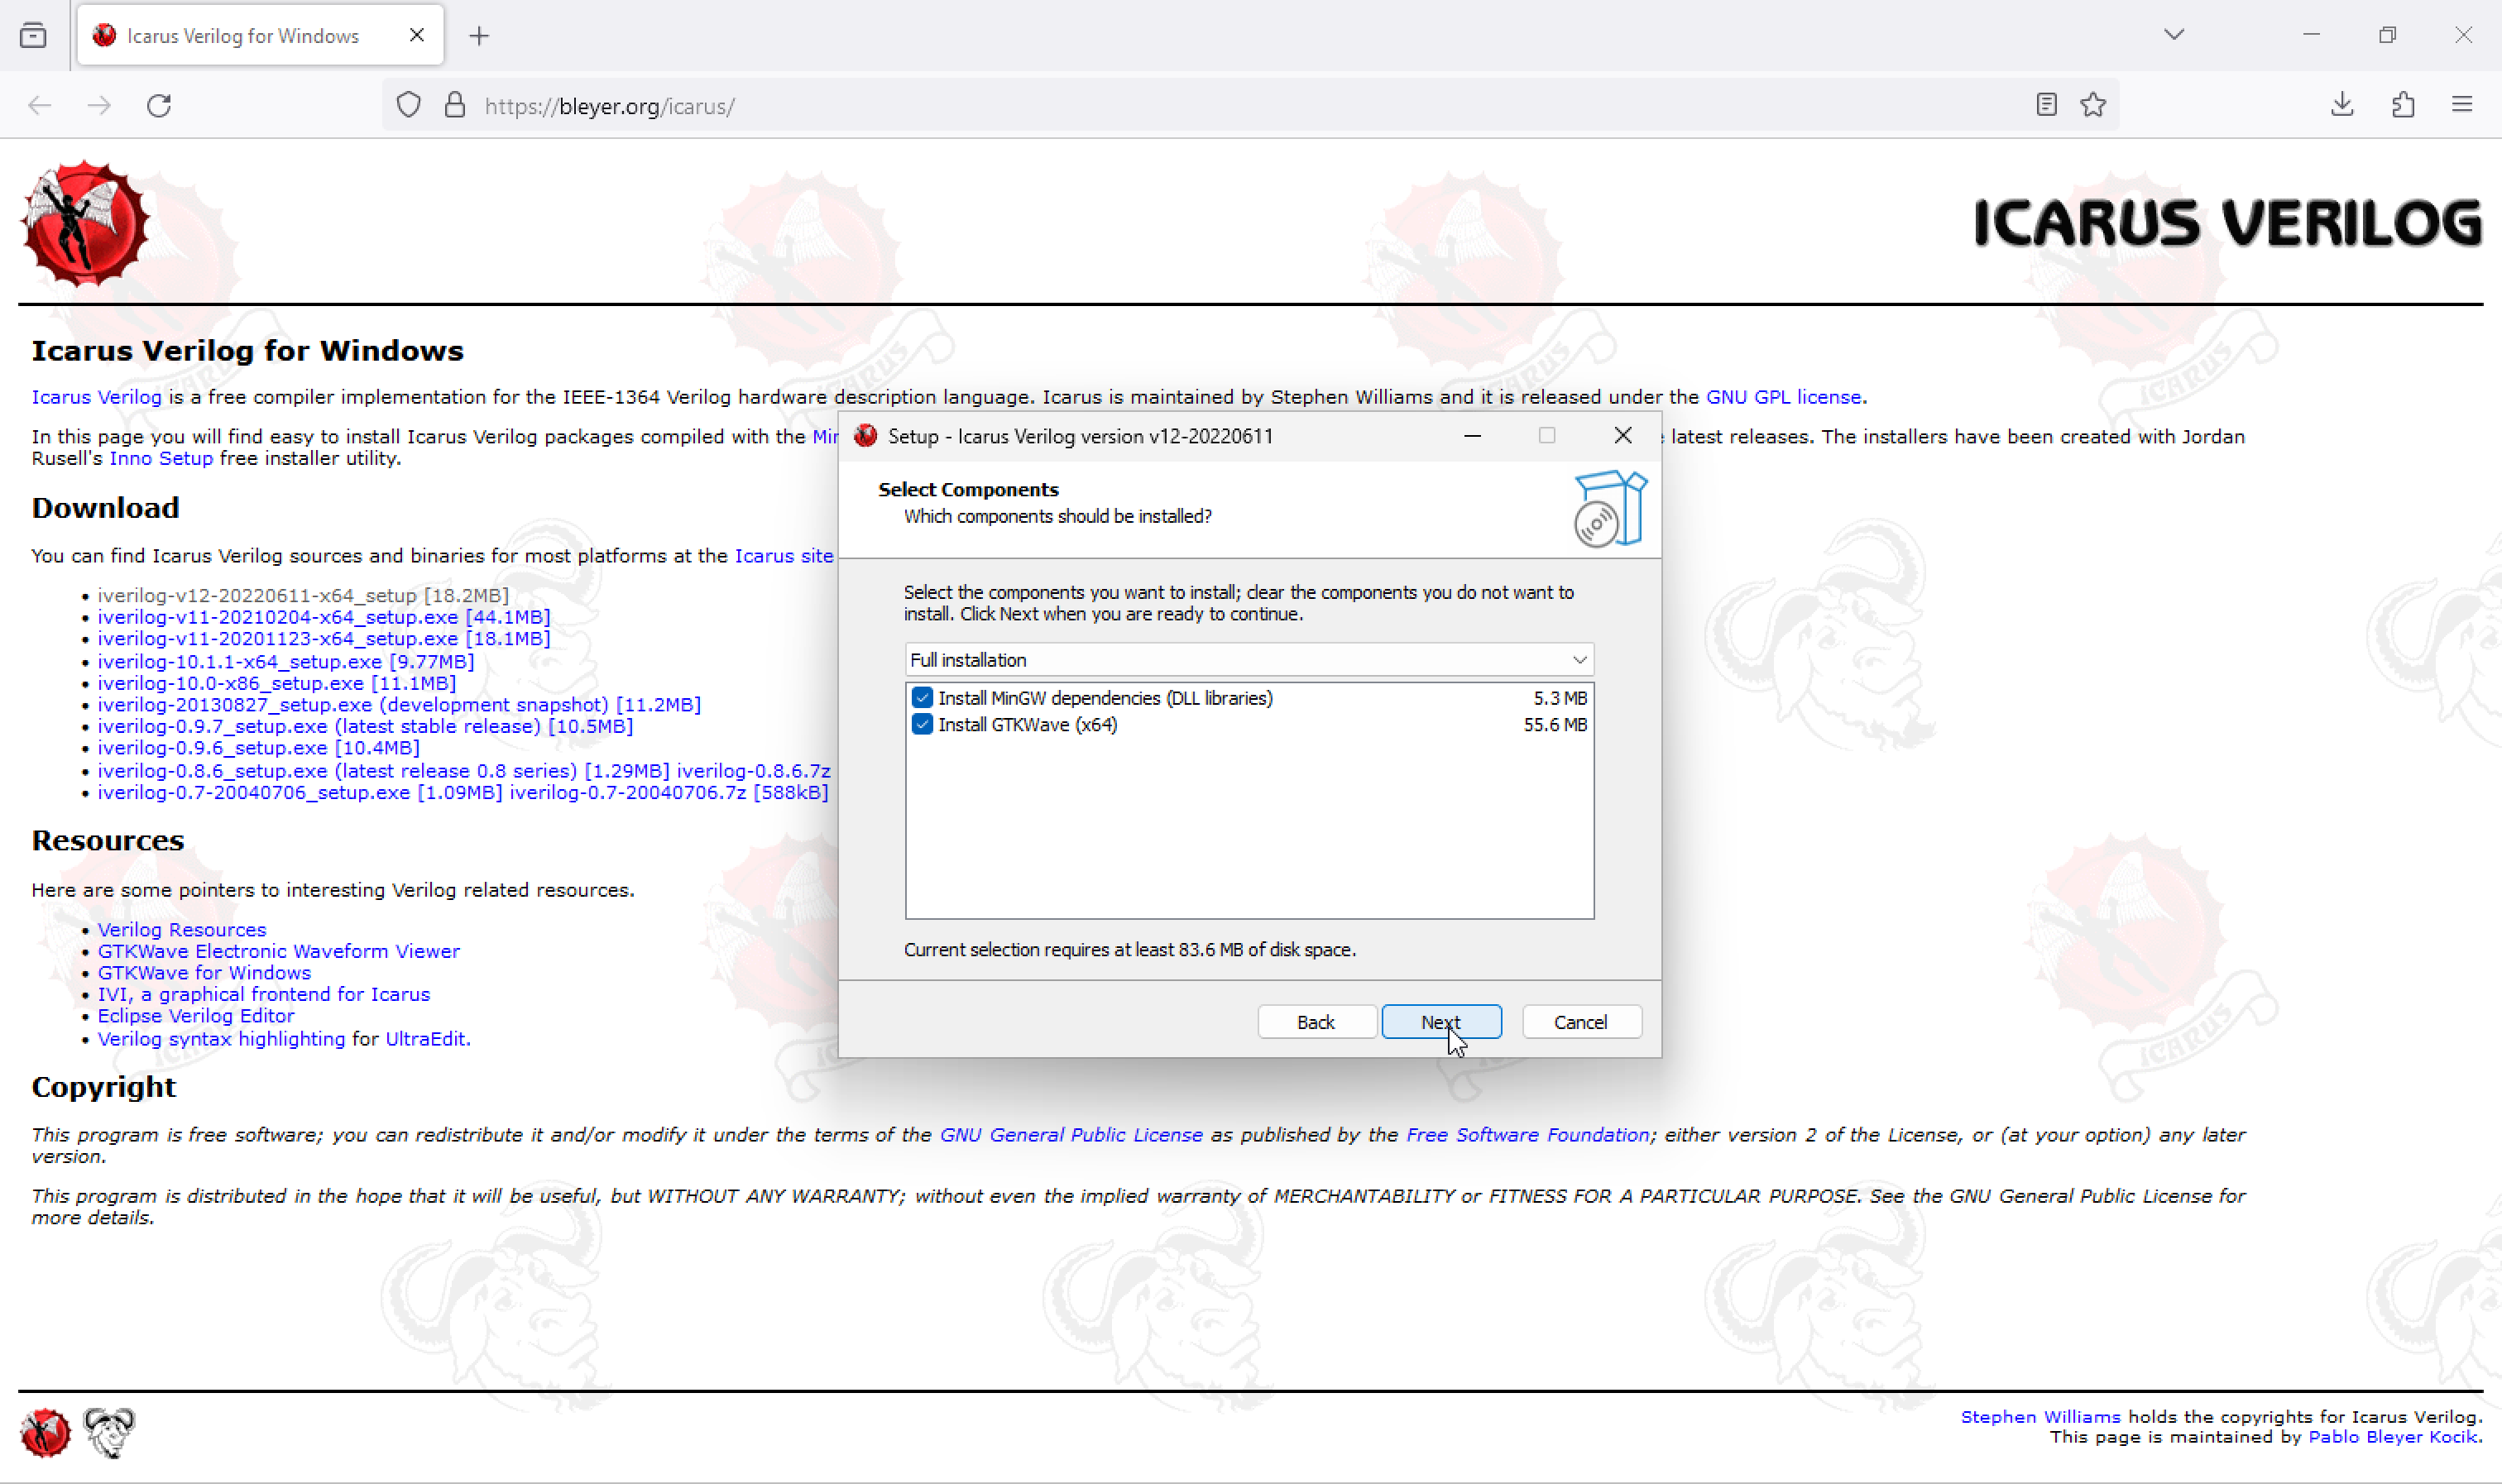 Icarus Verilog for Windows
https://bleyer.org/icarus/
ICARUS VERILOG
Icarus Verilog for Windows
Icarus Verilog is a free compiler implementation for the IEEE-1364 Verilog hardware description language. Icarus is maintained by Stephen Williams and it is released under the GNU GPL license.
In this page you will find easy to install Icarus Verilog packages compiled with the latest releases. The installers have been created with Jordan
Rusell's Inno Setup free installer utility.
Download
You can find Icarus Verilog sources and binaries for most platforms at the Icarus site
• iverilog-v12-20220611-x64_setup [18.2MB]
• iverilog-v11-20210204-x64_setup.exe [44.1MB]
• iverilog-v11-20201123-x64_setup.exe [18.1MB]
• iverilog-10.1.1-x64_setup.exe [9.77MB]
• iverilog-10.0-x86_setup.exe [11.1MB]
• iverilog-20130827_setup.exe (development snapshot) [11.2MB]
• iverilog-0.9.7_setup.exe (latest stable release) [10.5MB]
• iverilog-0.9.6_setup.exe [10.4MB]
• iverilog-0.8.6_setup.exe (latest release 0.8 series) [1.29MB] iverilog-0.8.6.7z
• iverilog-0.7-20040706_setup.exe [1.09MB] iverilog-0.7-20040706.7z [588kB]
Resources
Here are some pointers to interesting Verilog related resources.
• Verilog Resources
• GTKWave Electronic Waveform Viewer
• GTKWave for Windows
• IVI, a graphical frontend for Icarus
• Eclipse Verilog Editor
• Verilog syntax highlighting for UltraEdit.
Copyright
This program is free software; you can redistribute it and/or modify it under the terms of the GNU General Public License as published by the Free Software Foundation; either version 2 of the License, or (at your option) any later
version.
This program is distributed in the hope that it will be useful, but WITHOUT ANY WARRANTY; without even the implied warranty of MERCHANTABILITY or FITNESS FOR A PARTICULAR PURPOSE. See the GNU General Public License for
more details.
Stephen Williams holds the copyrights for Icarus Verilog.
This page is maintained by Pablo Bleyer Kocik.
Setup - Icarus Verilog version v12-20220611
Select Components
Which components should be installed?
Select the components you want to install; clear the components you do not want to
install. Click Next when you are ready to continue.
Full installation
Install MinGW dependencies (DLL libraries) 5.3 MB
Install GTKWave (x64) 55.6 MB
Current selection requires at least 83.6 MB of disk space.
Back Next Cancel
ICARUS
ICARUS
ICARUS
ICARUS
ICARUS
ICARUS